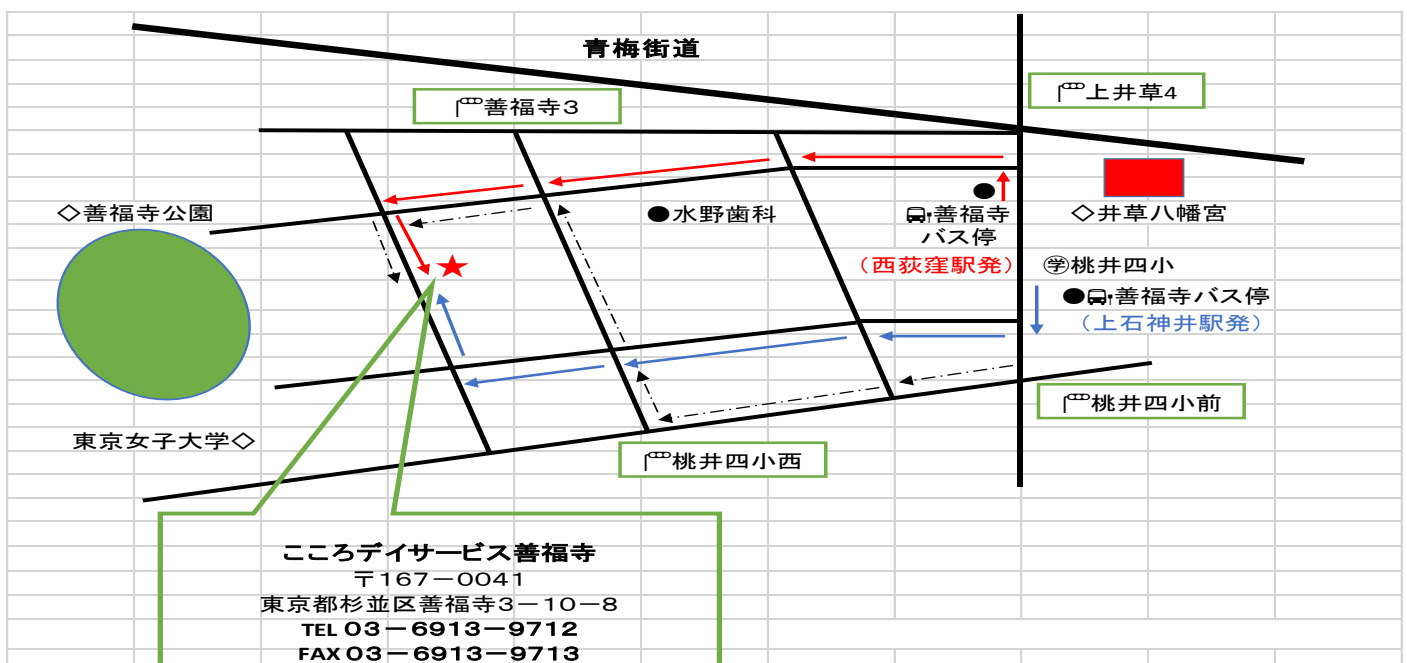 青梅街道
善福寺3
上井草4
◇善福寺公園
●水野歯科
善福寺
バス停
(西荻窪駅発)
◇井草八幡宮
㊫桃井四小
●善福寺バス停
(上石神井駅発)
桃井四小前
東京女子大学◇
桃井四小西
こころデイサービス善福寺
〒167-0041
東京都杉並区善福寺3-10-8
TEL 03-6913-9712
FAX 03-6913-9713